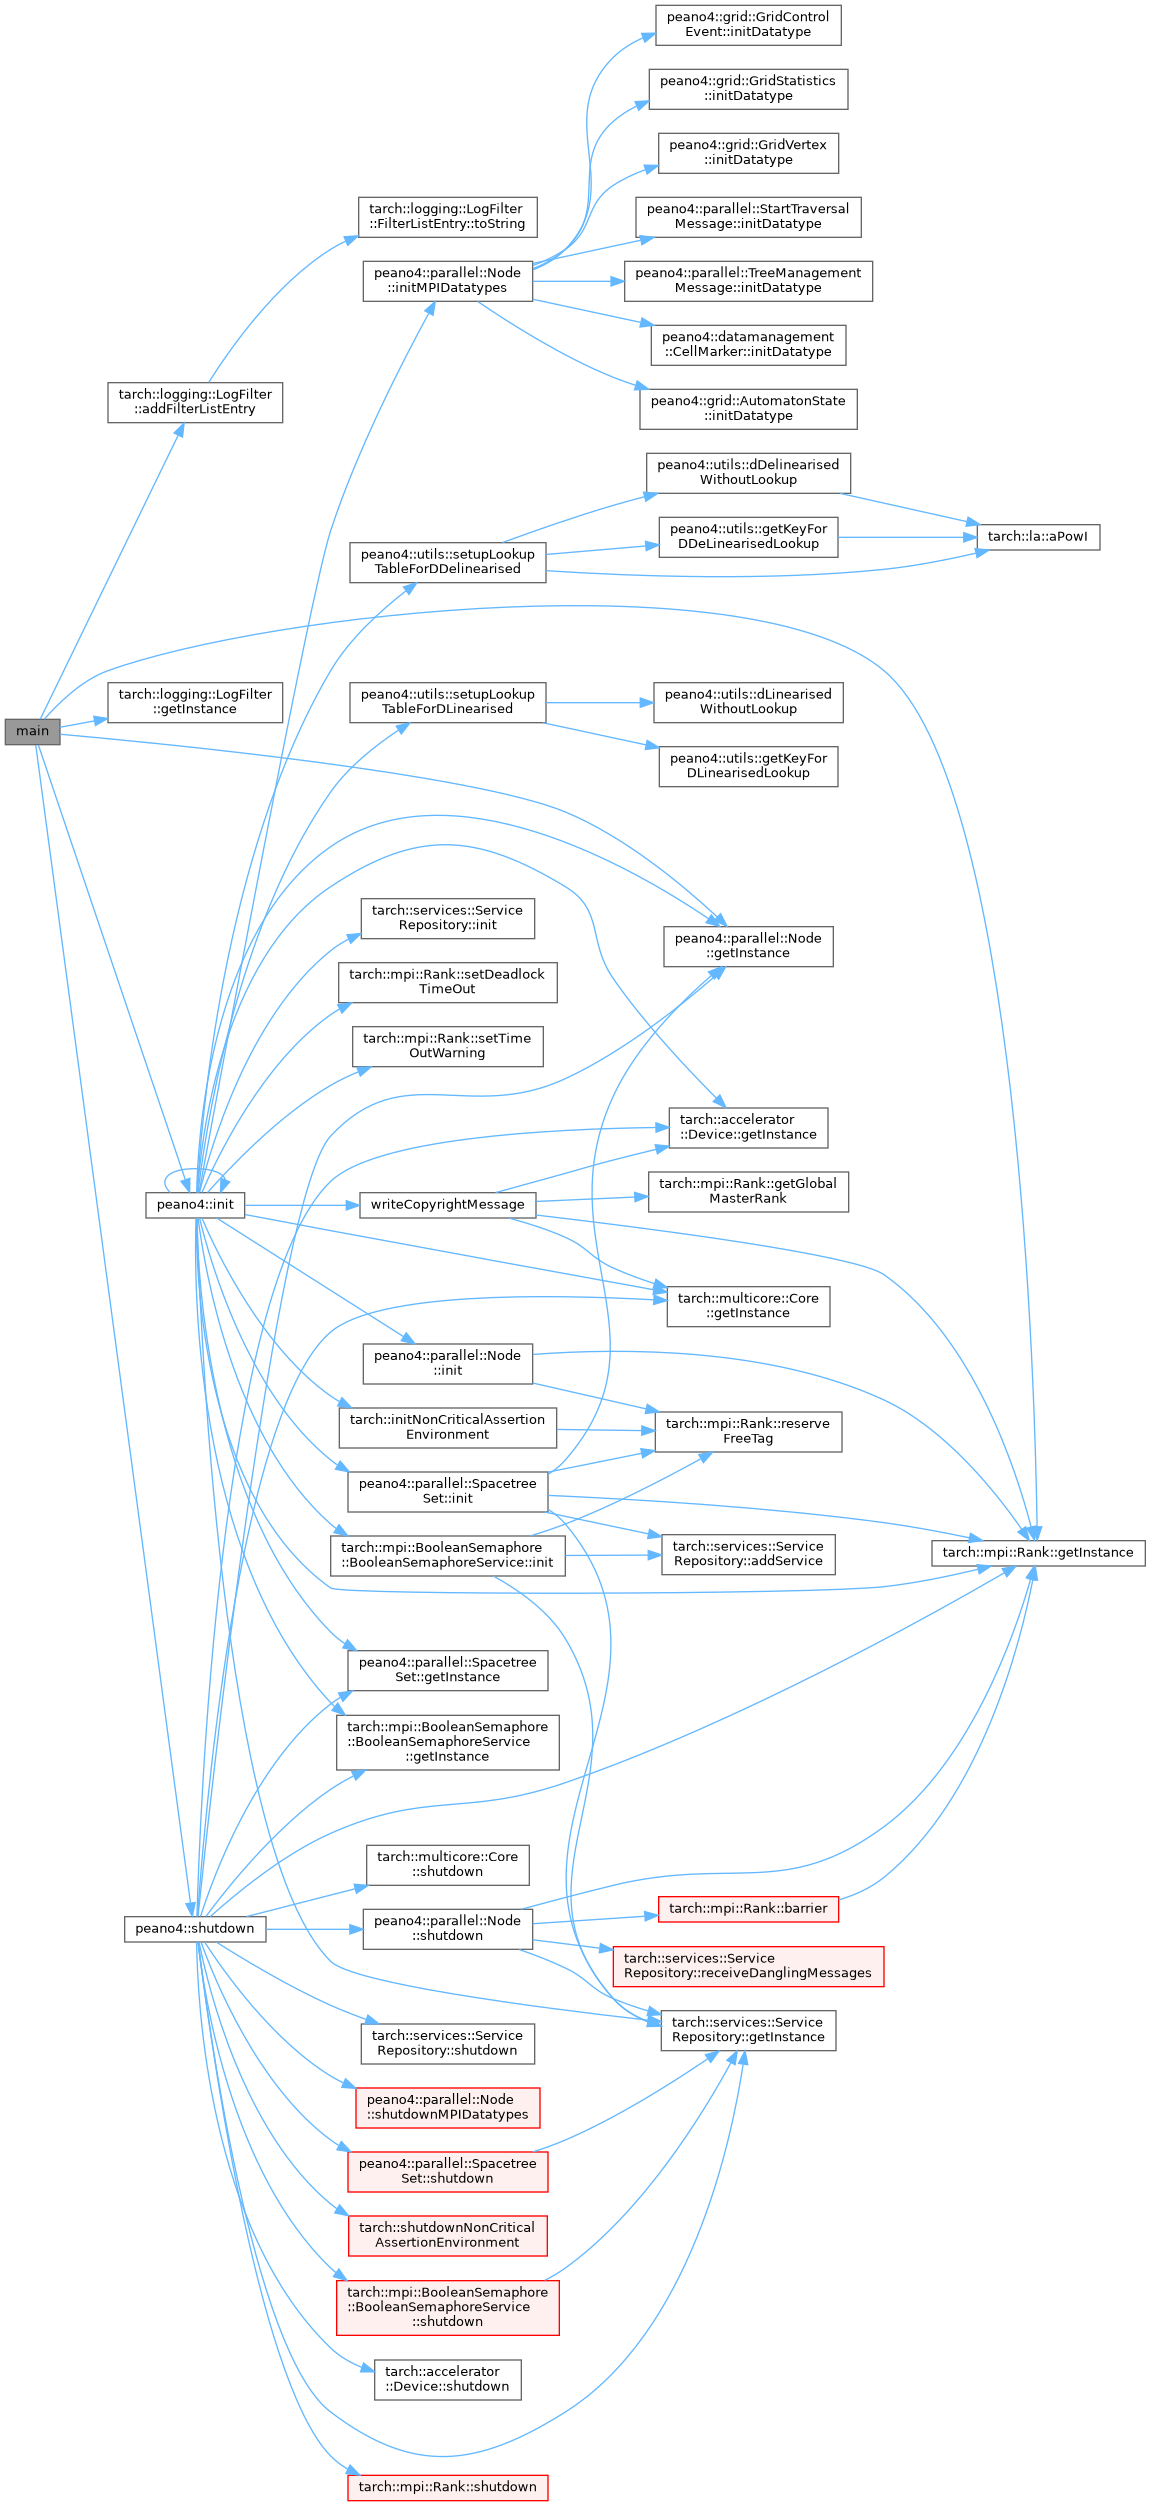 peano4::grid::GridControl
Event::initDatatype
peano4::grid::GridStatistics
::initDatatype
peano4::grid::GridVertex
::initDatatype
tarch::logging::LogFilter
::FilterListEntry::toString
peano4::parallel::StartTraversal
Message::initDatatype
peano4::parallel::Node
::initMPIDatatypes
peano4::parallel::TreeManagement
Message::initDatatype
peano4::datamanagement
::CellMarker::initDatatype
tarch::logging::LogFilter
::addFilterListEntry
peano4::grid::AutomatonState
::initDatatype
peano4::utils::dDelinearised
WithoutLookup
peano4::utils::getKeyFor
DDeLinearisedLookup
tarch::la::aPowI
peano4::utils::setupLookup
TableForDDelinearised
tarch::logging::LogFilter
::getInstance
peano4::utils::setupLookup
TableForDLinearised
peano4::utils::dLinearised
WithoutLookup
main
peano4::utils::getKeyFor
DLinearisedLookup
tarch::services::Service
Repository::init
peano4::parallel::Node
::getInstance
tarch::mpi::Rank::setDeadlock
TimeOut
tarch::mpi::Rank::setTime
OutWarning
tarch::accelerator
::Device::getInstance
peano4::init
writeCopyrightMessage
tarch::mpi::Rank::getGlobal
MasterRank
tarch::multicore::Core
::getInstance
peano4::parallel::Node
::init
tarch::initNonCriticalAssertion
Environment
tarch::mpi::Rank::reserve
FreeTag
peano4::parallel::Spacetree
Set::init
tarch::mpi::BooleanSemaphore
::BooleanSemaphoreService::init
tarch::services::Service
Repository::addService
tarch::mpi::Rank::getInstance
peano4::parallel::Spacetree
Set::getInstance
tarch::mpi::BooleanSemaphore
::BooleanSemaphoreService
::getInstance
tarch::multicore::Core
::shutdown
peano4::shutdown
peano4::parallel::Node
::shutdown
tarch::mpi::Rank::barrier
tarch::services::Service
Repository::receiveDanglingMessages
tarch::services::Service
Repository::getInstance
tarch::services::Service
Repository::shutdown
peano4::parallel::Node
::shutdownMPIDatatypes
peano4::parallel::Spacetree
Set::shutdown
tarch::shutdownNonCritical
AssertionEnvironment
tarch::mpi::BooleanSemaphore
::BooleanSemaphoreService
::shutdown
tarch::accelerator
::Device::shutdown
tarch::mpi::Rank::shutdown